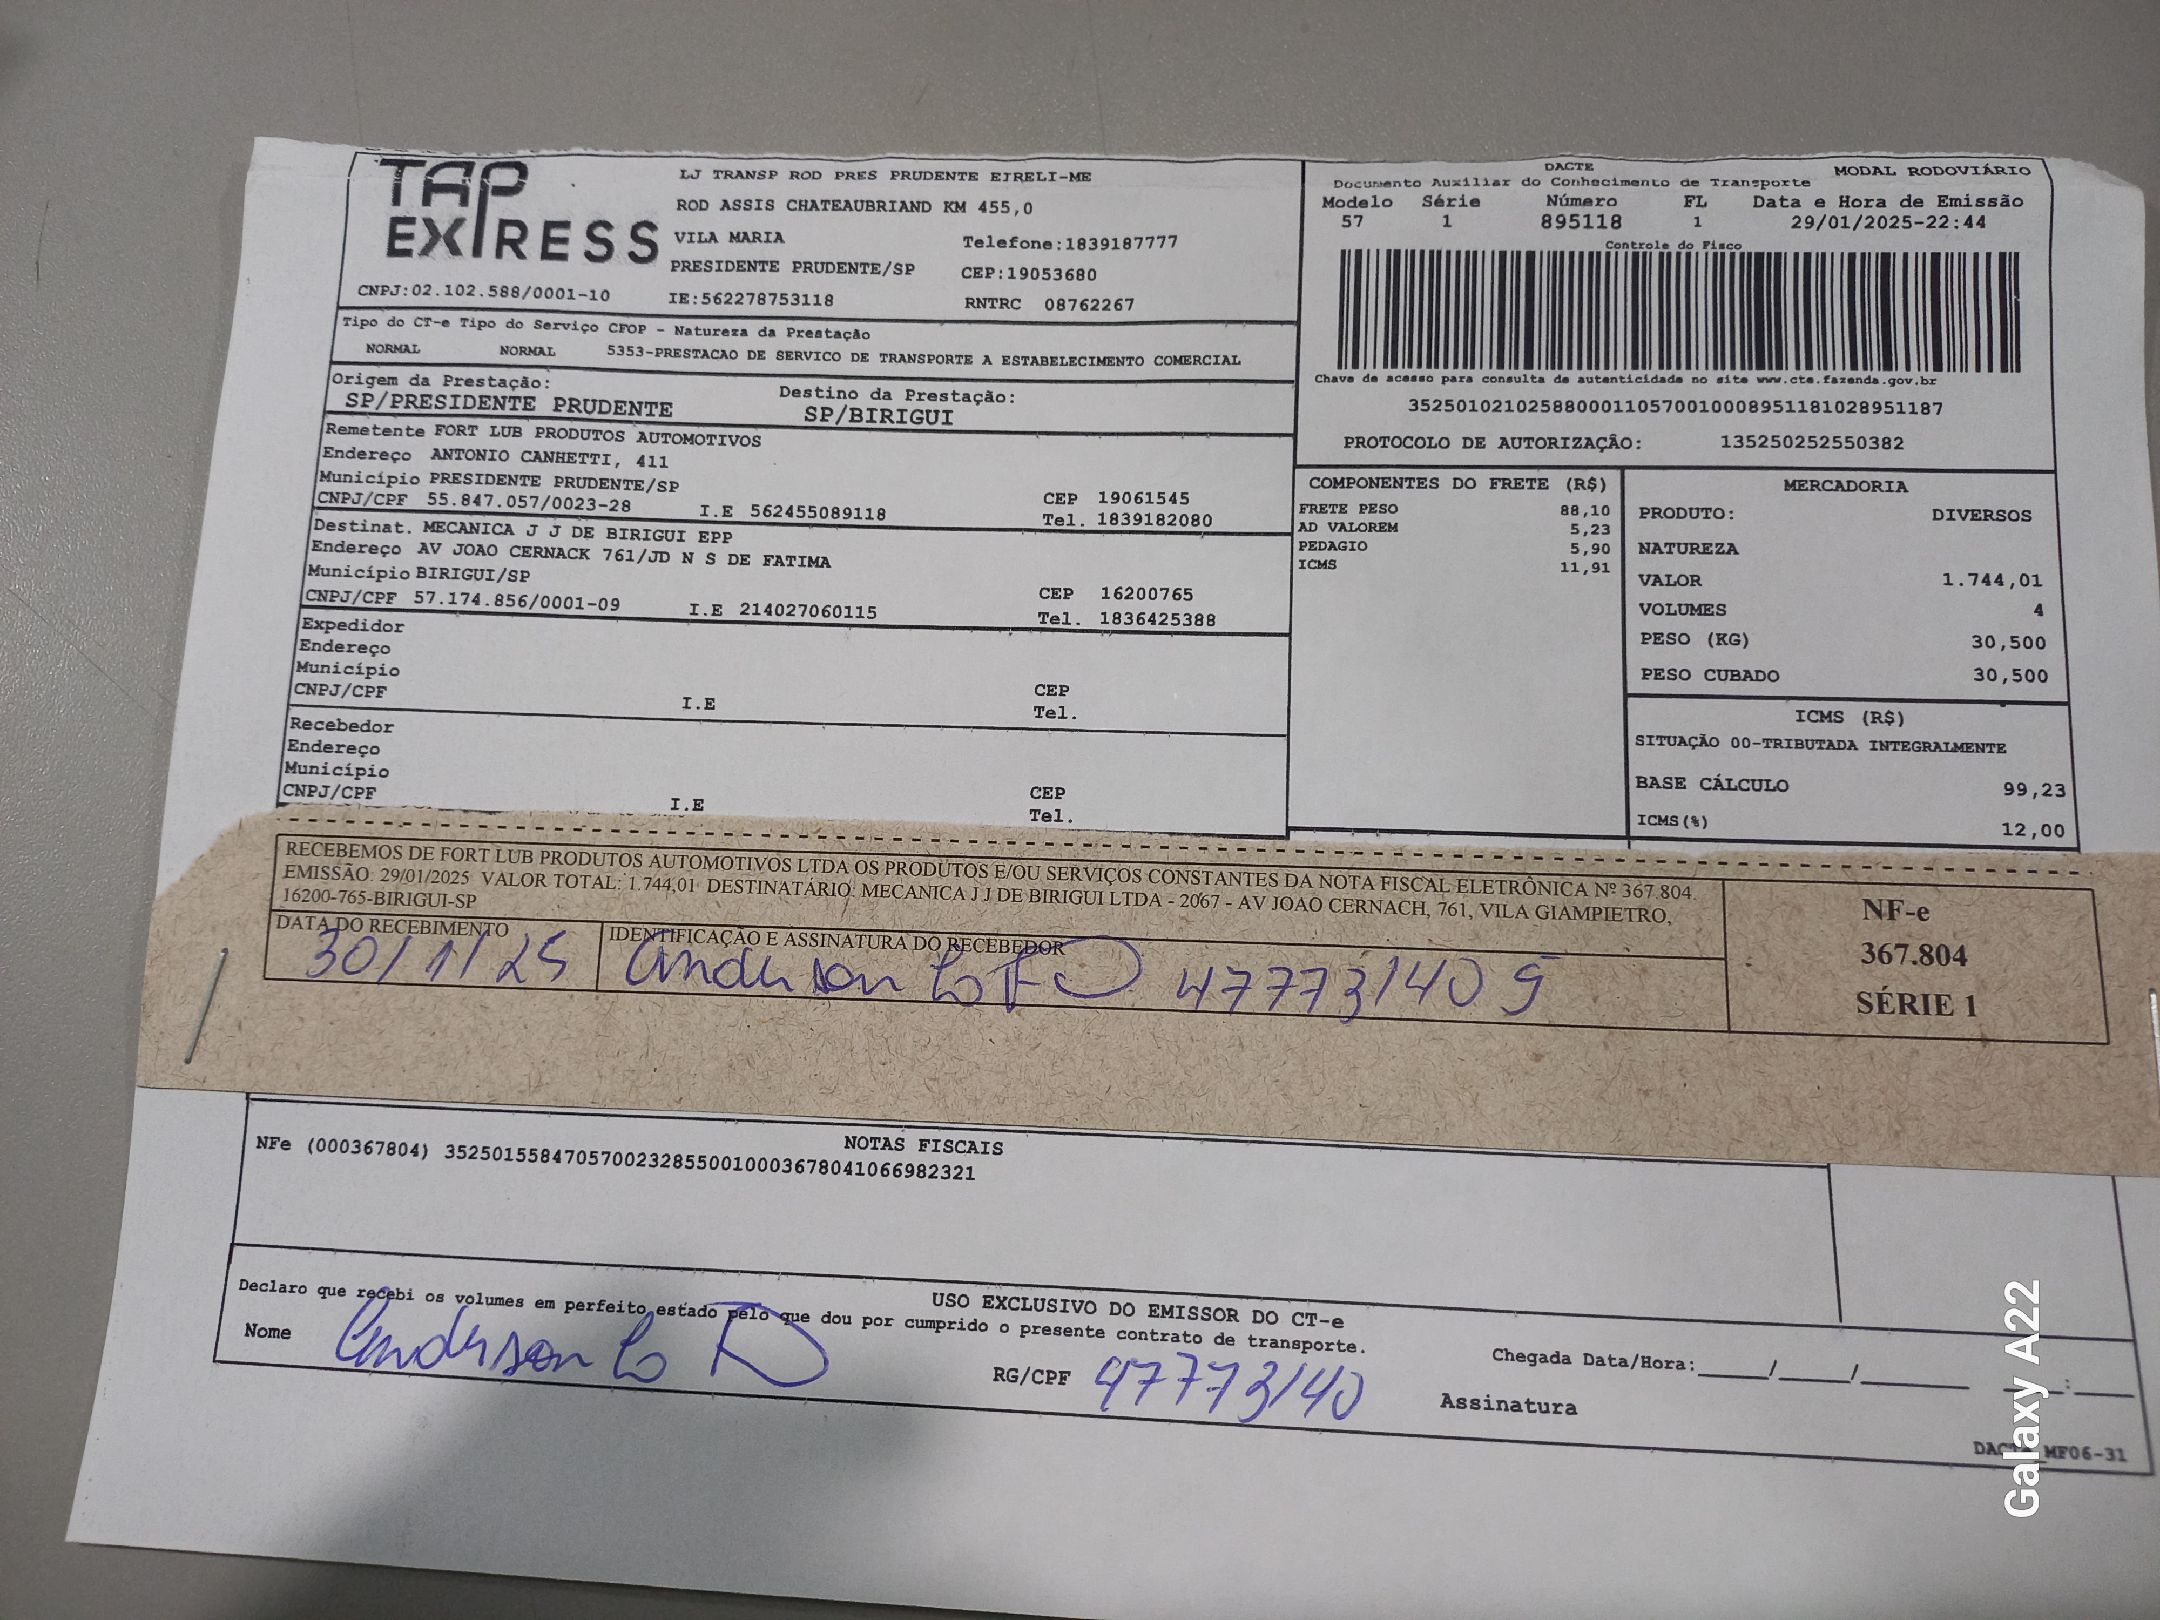 TAP EXPRESS
LJ TRANSP ROD PRES PRUDENTE EIRELI-ME
ROD ASSIS CHATEAUBRIAND KM 455,0
VILA MARIA Telefone:1839187777
PRESIDENTE PRUDENTE/SP CEP:19053680
CNPJ:02.102.588/0001-10 IE:562278753118 RNTRC 08762267
DACTE MODAL RODOVIÁRIO
Documento Auxiliar do Conhecimento de Transporte
Modelo Série Número FL Data e Hora de Emissão
57 1 895118 1 29/01/2025-22:44
Controle do Fisco
Chave de acesso para consulta de autenticidade no site www.cte.fazenda.gov.br
35250102102588000110570010008951181028951187
PROTOCOLO DE AUTORIZAÇÃO: 135250252550382
Tipo do CT-e Tipo do Serviço CFOP - Natureza da Prestação
NORMAL NORMAL 5353-PRESTACAO DE SERVICO DE TRANSPORTE A ESTABELECIMENTO COMERCIAL
Origem da Prestação: Destino da Prestação:
SP/PRESIDENTE PRUDENTE SP/BIRIGUI
Remetente FORT LUB PRODUTOS AUTOMOTIVOS
Endereço ANTONIO CANHETTI, 411
Município PRESIDENTE PRUDENTE/SP CEP 19061545
CNPJ/CPF 55.847.057/0023-28 I.E 562455089118 Tel. 1839182080
Destinat. MECANICA J J DE BIRIGUI EPP
Endereço AV JOAO CERNACK 761/JD N S DE FATIMA
Município BIRIGUI/SP CEP 16200765
CNPJ/CPF 57.174.856/0001-09 I.E 214027060115 Tel. 1836425388
Expedidor
Endereço
Município CEP
CNPJ/CPF I.E Tel.
Recebedor
Endereço
Município CEP
CNPJ/CPF I.E Tel.
COMPONENTES DO FRETE (R$)
FRETE PESO 88,10
AD VALOREM 5,23
PEDAGIO 5,90
ICMS 11,91
MERCADORIA
PRODUTO: DIVERSOS
NATUREZA
VALOR 1.744,01
VOLUMES 4
PESO (KG) 30,500
PESO CUBADO 30,500
ICMS (R$)
SITUAÇÃO 00-TRIBUTADA INTEGRALMENTE
BASE CÁLCULO 99,23
ICMS(%) 12,00
RECEBEMOS DE FORT LUB PRODUTOS AUTOMOTIVOS LTDA OS PRODUTOS E/OU SERVIÇOS CONSTANTES DA NOTA FISCAL ELETRÔNICA Nº 367.804.
EMISSÃO: 29/01/2025 VALOR TOTAL: 1.744,01 DESTINATÁRIO: MECANICA J J DE BIRIGUI LTDA - 2067 - AV JOAO CERNACH, 761, VILA GIAMPIETRO,
16200-765-BIRIGUI-SP
DATA DO RECEBIMENTO IDENTIFICAÇÃO E ASSINATURA DO RECEBEDOR
30/1/25 Anderson 477731405
NF-e
367.804
SÉRIE 1
NOTAS FISCAIS
NFe (000367804) 35250155847057002328550010003678041066982321
USO EXCLUSIVO DO EMISSOR DO CT-e
Declaro que recebi os volumes em perfeito estado pelo que dou por cumprido o presente contrato de transporte.
Nome Anderson RG/CPF 47773140 Chegada Data/Hora:____/____/____ __:__
Assinatura
MF06-31
Galaxy A22